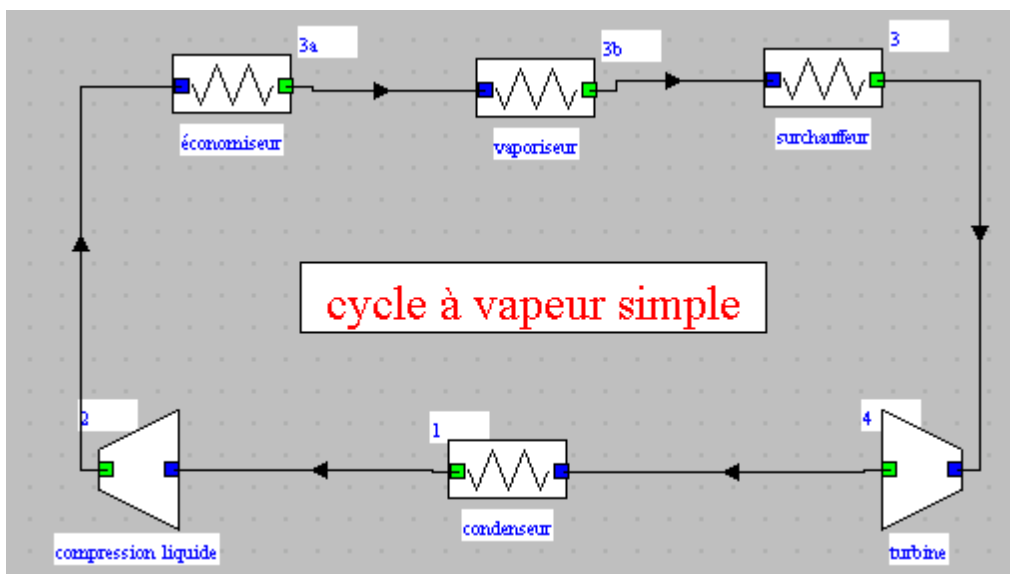 3a
3b
3
économiseur
vaporiseur
surchauffeur
cycle à vapeur simple
2
1
4
condenseur
compression liquide
turbine